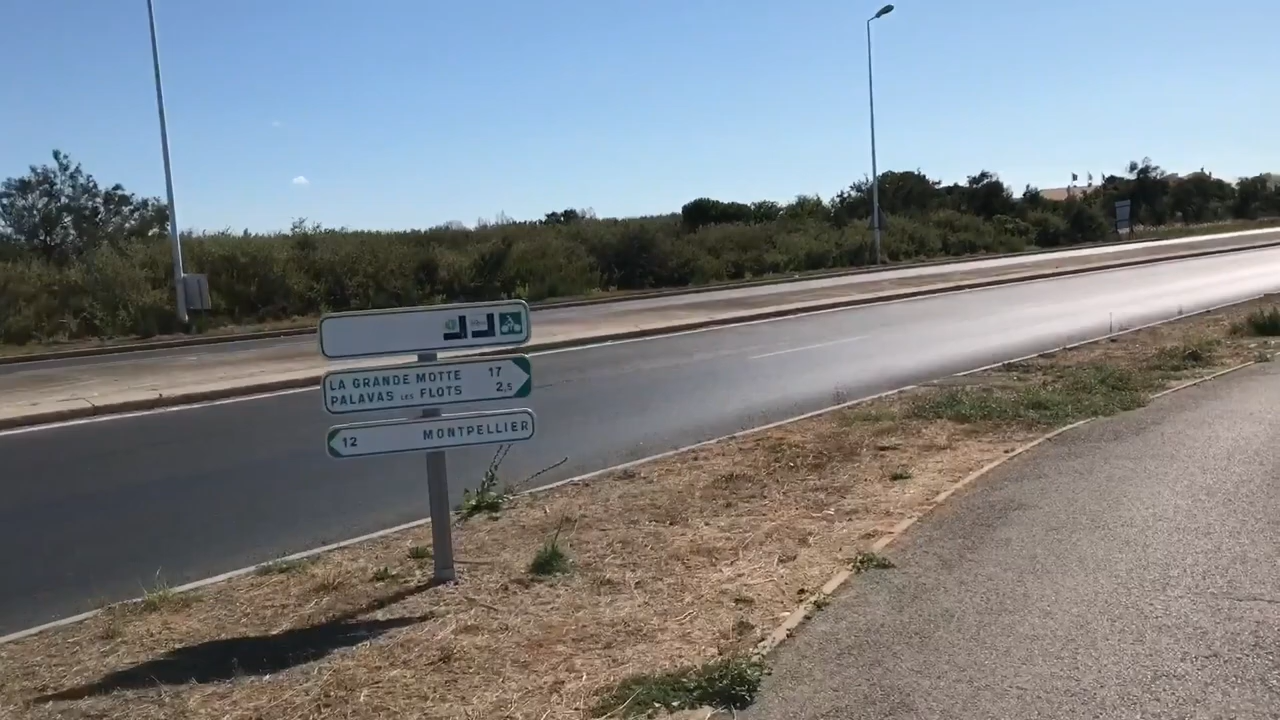 LA GRANDE MOTTE 17
PALAVAS LES FLOTS 2,5
12 MONTPELLIER